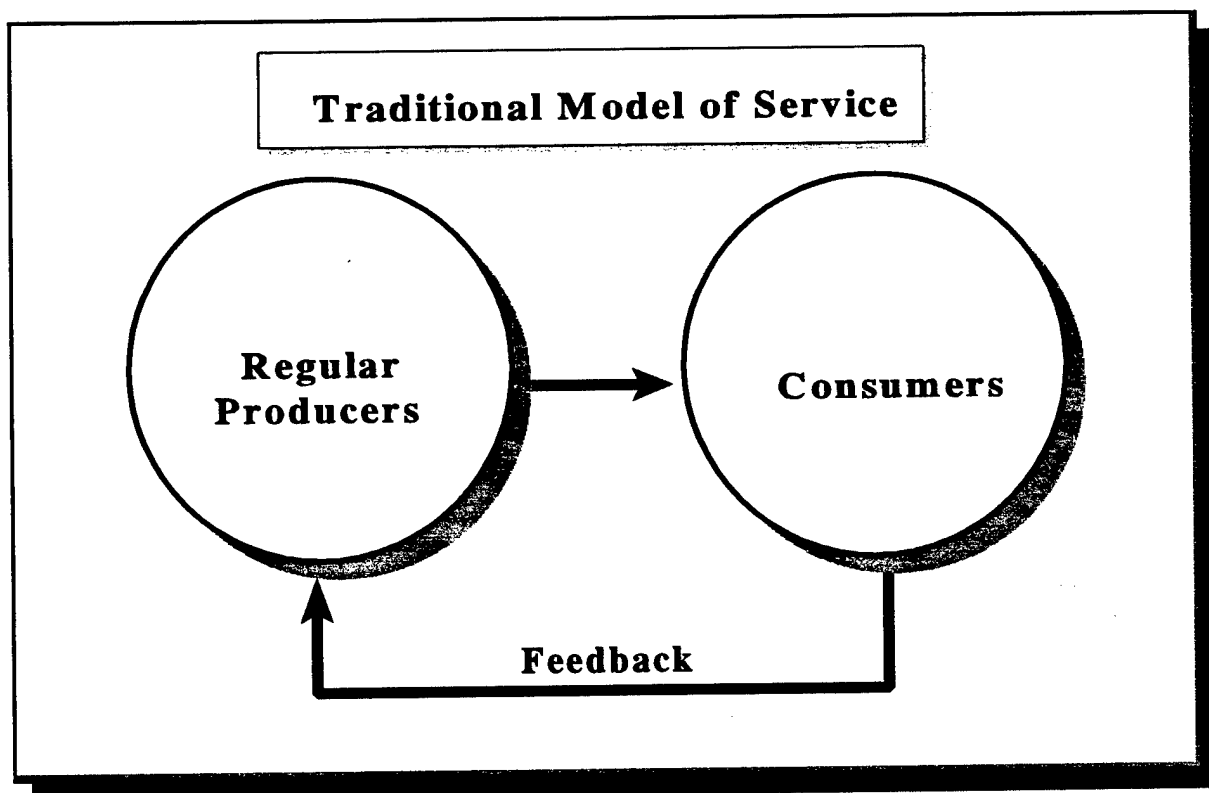 Traditional Model of Service
Regular
Producers
Consumers
Feedback